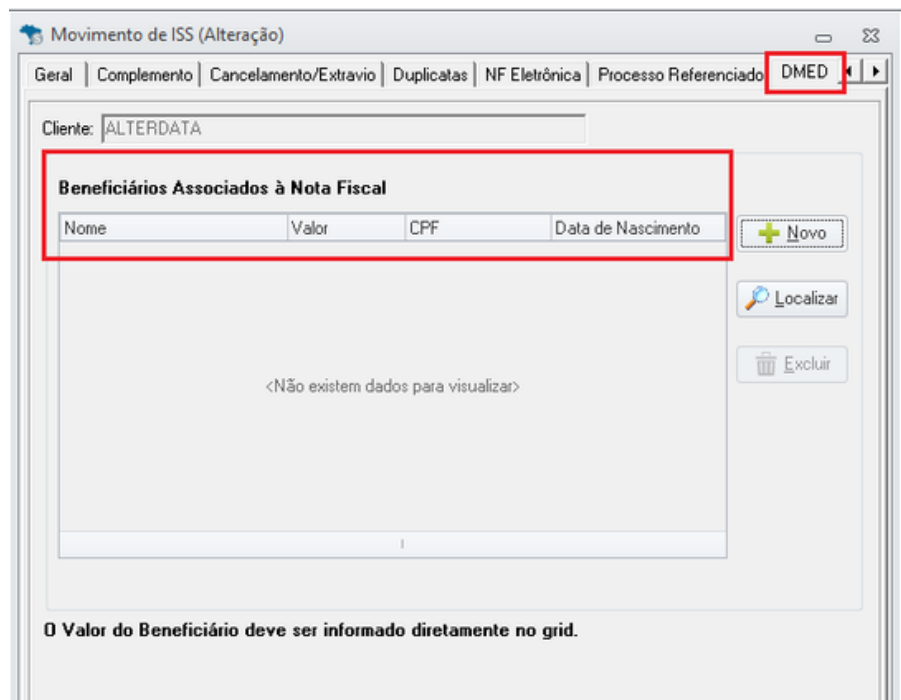 Movimento de ISS (Alteração)
Geral Complemento Cancelamento/Extravio Duplicatas NF Eletrônica Processo Referenciado DMED
Cliente: ALTERDATA
Beneficiários Associados à Nota Fiscal
Nome Valor CPF Data de Nascimento
Novo
Localizar
Excluir
<Não existem dados para visualizar>
O Valor do Beneficiário deve ser informado diretamente no grid.